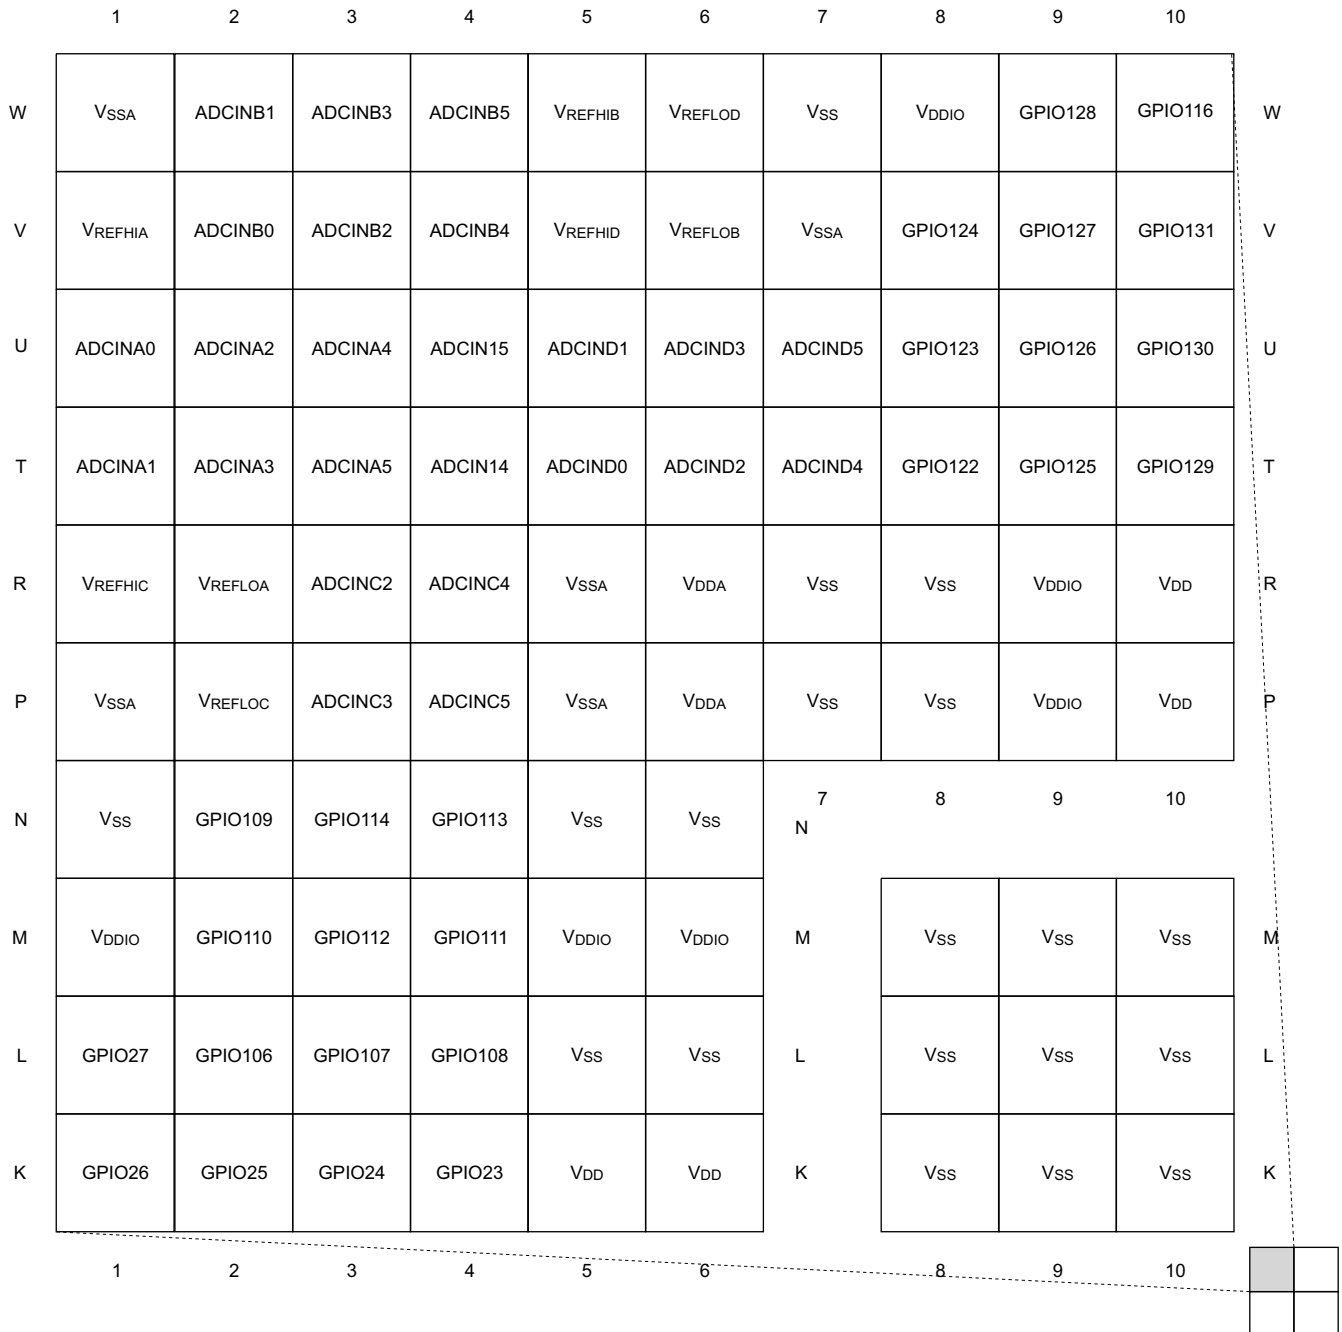 1 2 3 4 5 6 7 8 9 10
W VSSA ADCINB1 ADCINB3 ADCINB5 VREFHIB VREFLOD VSS VDDIO GPIO128 GPIO116 W
V VREFHIA ADCINB0 ADCINB2 ADCINB4 VREFHID VREFLOB VSSA GPIO124 GPIO127 GPIO131 V
U ADCINA0 ADCINA2 ADCINA4 ADCIN15 ADCIND1 ADCIND3 ADCIND5 GPIO123 GPIO126 GPIO130 U
T ADCINA1 ADCINA3 ADCINA5 ADCIN14 ADCIND0 ADCIND2 ADCIND4 GPIO122 GPIO125 GPIO129 T
R VREFHIC VREFLOA ADCINC2 ADCINC4 VSSA VDDA VSS VSS VDDIO VDD R
P VSSA VREFLOC ADCINC3 ADCINC5 VSSA VDDA VSS VSS VDDIO VDD P
7 8 9 10
N VSS GPIO109 GPIO114 GPIO113 VSS VSS N
M VDDIO GPIO110 GPIO112 GPIO111 VDDIO VDDIO M VSS VSS VSS M
L GPIO27 GPIO106 GPIO107 GPIO108 VSS VSS L VSS VSS VSS L
K GPIO26 GPIO25 GPIO24 GPIO23 VDD VDD K VSS VSS VSS K
1 2 3 4 5 6 8 9 10